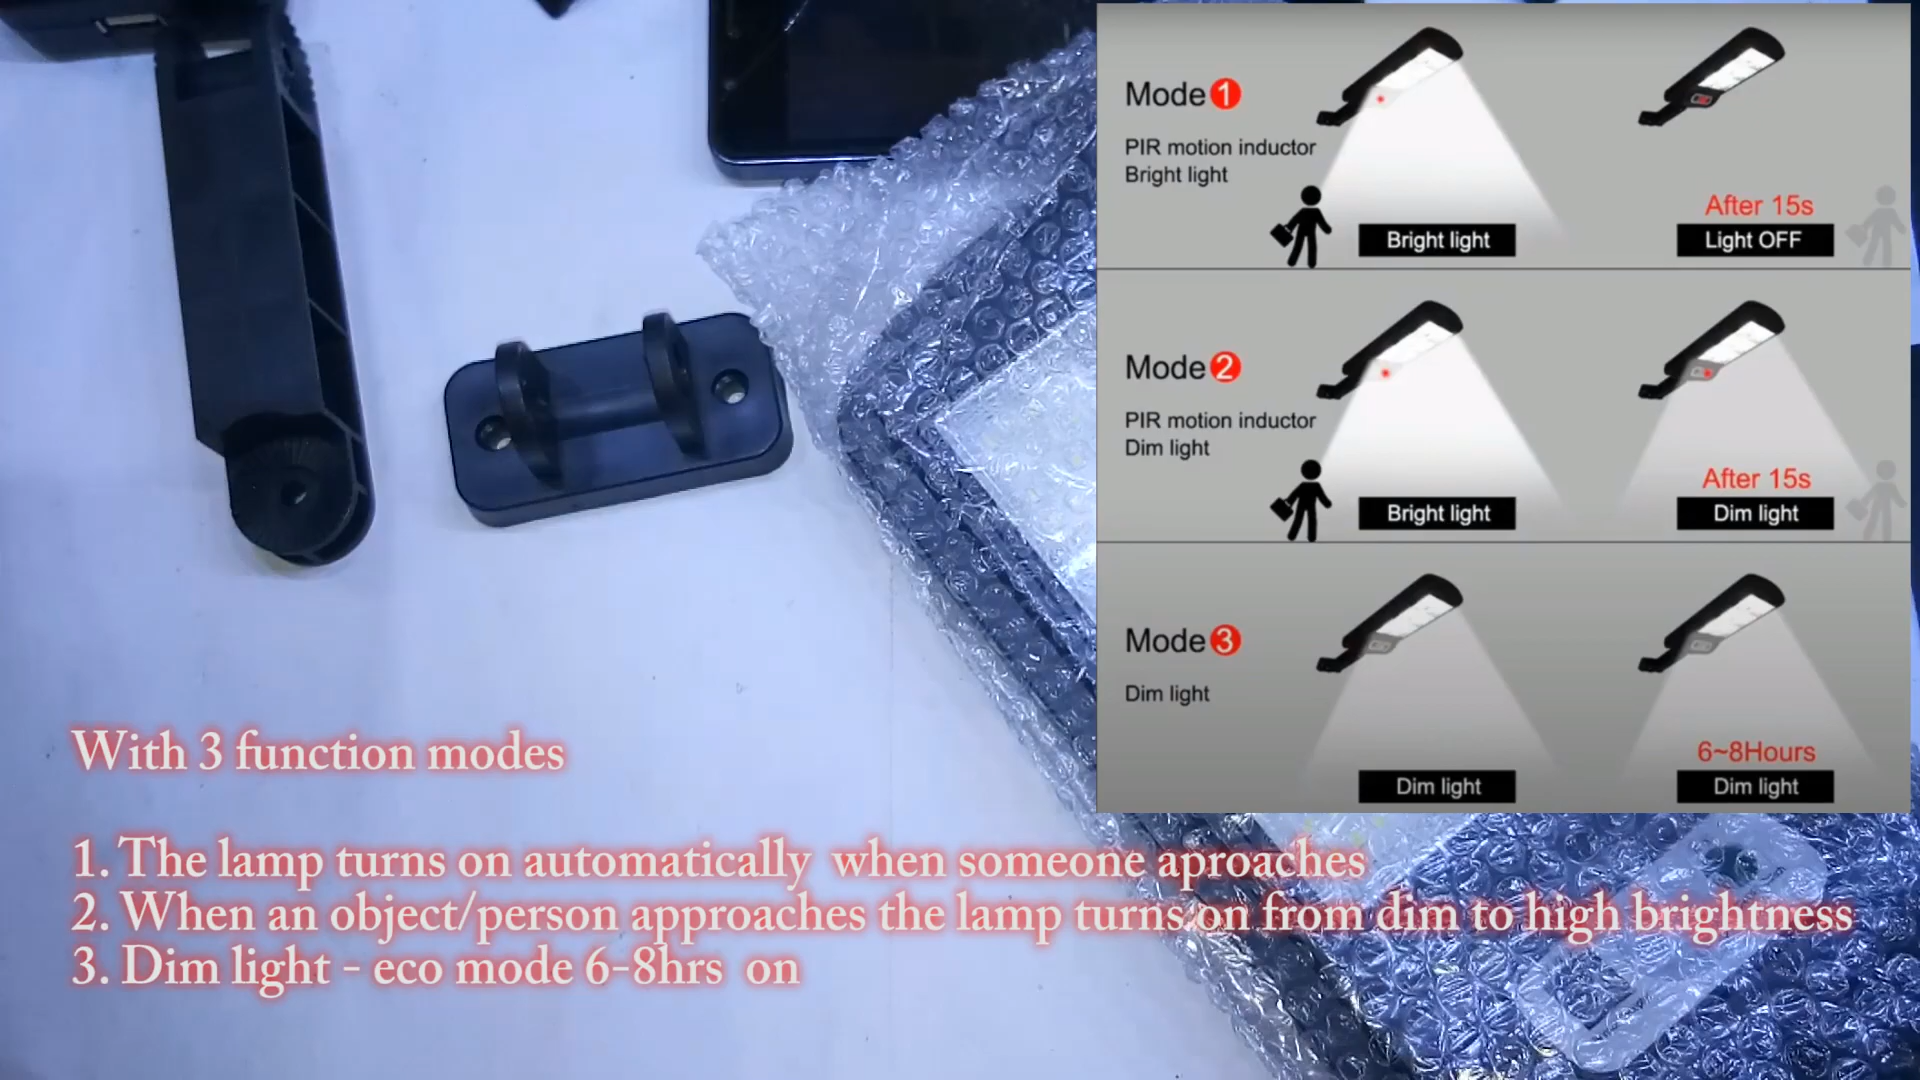 Mode 1
PIR motion inductor
Bright light
Bright light
After 15s
Light OFF
Mode 2
PIR motion inductor
Dim light
Bright light
After 15s
Dim light
Mode 3
Dim light
Dim light
6~8Hours
Dim light
With 3 function modes
1. The lamp turns on automatically when someone aproaches
2. When an object/person approaches the lamp turns on from dim to high brightness
3. Dim light - eco mode 6-8hrs on